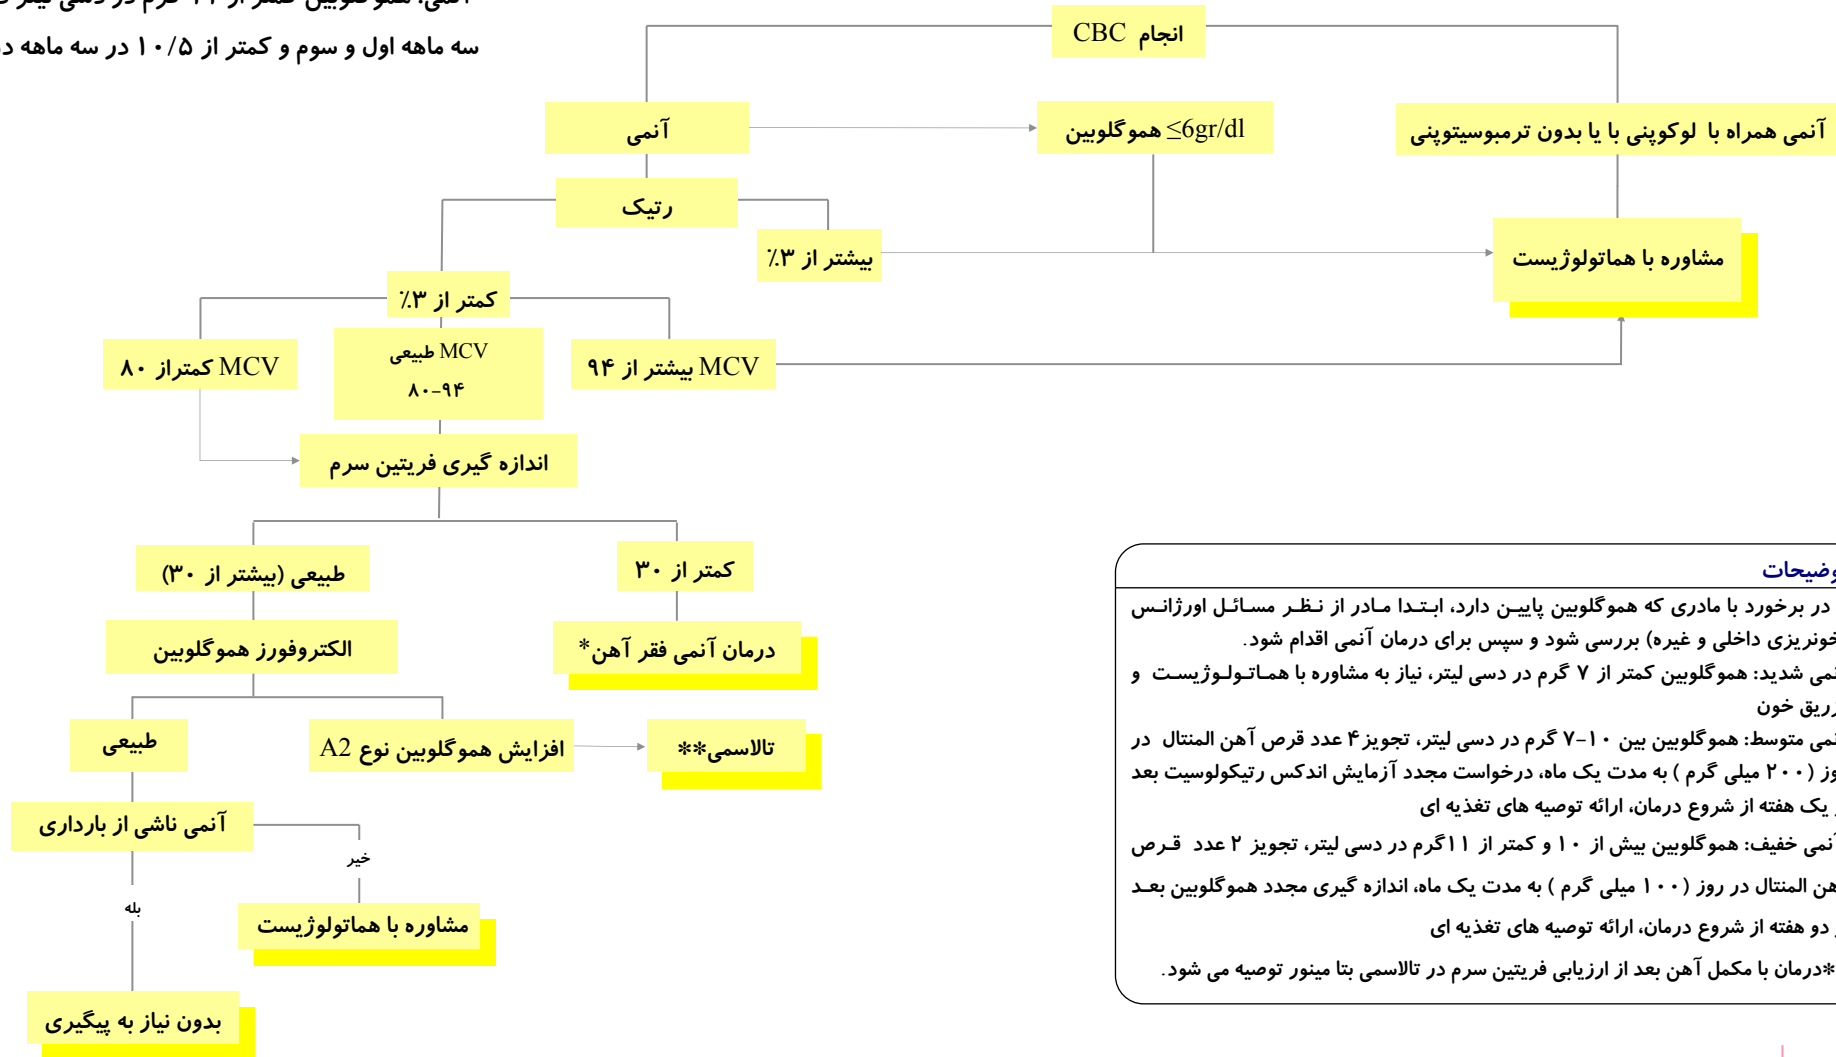 هموگلوبین کمتر از ۱۱ گرم در دسی لیتر
سه ماهه اول و سوم و کمتر از ۱۰/۵ در سه ماهه
انجام CBC
آنمی
هموگلوبین ≤6gr/dl
آنمی همراه با لوکوپنی با یا بدون ترمبوسیتوپنی
رتیک
بیشتر از ۳٪
مشاوره با هماتولوژیست
کمتر از ۳٪
MCV کمتراز ۸۰
MCV طبیعی
۸۰-۹۴
MCV بیشتر از ۹۴
اندازه گیری فریتین سرم
طبیعی (بیشتر از ۳۰)
کمتر از ۳۰
الکتروفورز هموگلوبین
درمان آنمی فقر آهن*
طبیعی
افزایش هموگلوبین نوع A2
تالاسمی**
آنمی ناشی از بارداری
خیر
بله
مشاوره با هماتولوژیست
بدون نیاز به پیگیری
وضیحات
در برخورد با مادری که هموگلوبین پایین دارد، ابتدا مادر از نظر مسائل اورژانس
خونریزی داخلی و غیره) بررسی شود و سپس برای درمان آنمی اقدام شود.
نمی شدید: هموگلوبین کمتر از ۷ گرم در دسی لیتر، نیاز به مشاوره با هماتولوژیست و
زریق خون
نمی متوسط: هموگلوبین بین ۱۰-۷ گرم در دسی لیتر، تجویز۴ عدد قرص آهن المنتال در
وز (۲۰۰ میلی گرم ) به مدت یک ماه، درخواست مجدد آزمایش اندکس رتیکولوسیت بعد
یک هفته از شروع درمان، ارائه توصیه های تغذیه ای
آنمی خفیف: هموگلوبین بیش از ۱۰ و کمتر از ۱۱گرم در دسی لیتر، تجویز ۲ عدد قرص
هن المنتال در روز (۱۰۰ میلی گرم ) به مدت یک ماه، اندازه گیری مجدد هموگلوبین بعد
دو هفته از شروع درمان، ارائه توصیه های تغذیه ای
*درمان با مکمل آهن بعد از ارزیابی فریتین سرم در تالاسمی بتا مینور توصیه می شود.